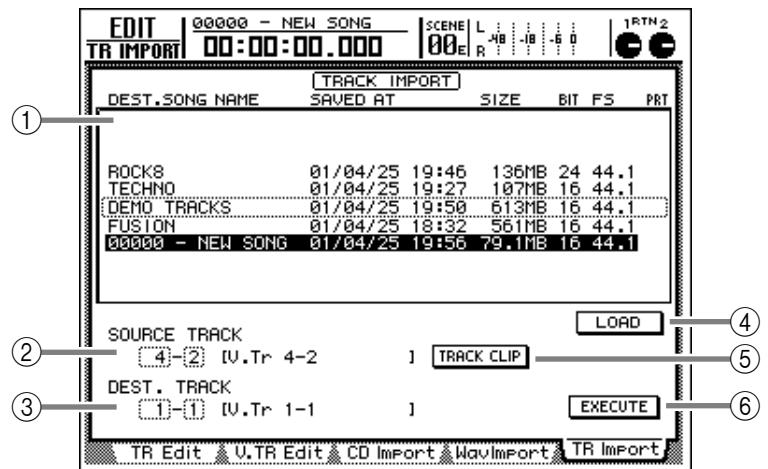 EDIT 00000 - NEW SONG SCENE L -48 -18 -6 0 1RTN2
TR IMPORT 00:00:00.000 00E R
TRACK IMPORT
DEST.SONG NAME SAVED AT SIZE BIT FS PRT
1
ROCK8 01/04/25 19:46 136MB 24 44.1
TECHNO 01/04/25 19:27 107MB 16 44.1
DEMO TRACKS 01/04/25 19:50 613MB 16 44.1
FUSION 01/04/25 18:32 561MB 16 44.1
00000 - NEW SONG 01/04/25 19:56 79.1MB 16 44.1
LOAD 4
SOURCE TRACK
2 4-2 [V.Tr 4-2 ] TRACK CLIP 5
DEST. TRACK
3 1-1 [V.Tr 1-1 ] EXECUTE 6
TR Edit V.TR Edit CD Import WavImport TR Import